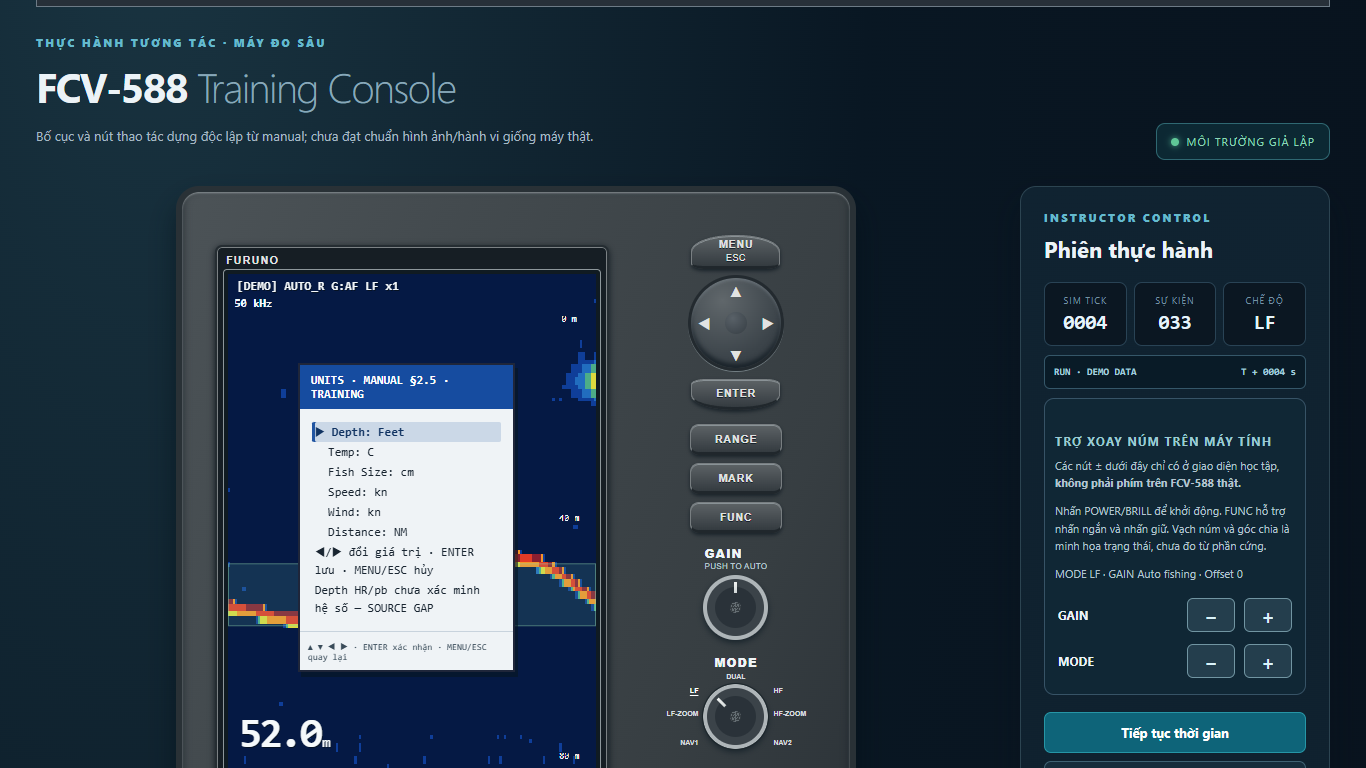 THỰC HÀNH TƯƠNG TÁC · MÁY ĐO SÂU
FCV-588 Training Console
Bố cục và nút thao tác dựng độc lập từ manual; chưa đạt chuẩn hình ảnh/hành vi giống máy thật.
MÔI TRƯỜNG GIẢ LẬP
FURUNO
[DEMO] AUTO_R G:AF LF x1
50 kHz
0 m
UNITS · MANUAL §2.5 ·
TRAINING
▶ Depth: Feet
Temp: C
Fish Size: cm
Speed: kn
Wind: kn
Distance: NM
◀/▶ đổi giá trị · ENTER
lưu · MENU/ESC hủy
Depth HR/pb chưa xác minh
hệ số — SOURCE GAP
▲ ▼ ◀ ▶ · ENTER xác nhận · MENU/ESC
quay lại
40 m
52.0m
80 m
MENU
ESC
▲
◀ ▶
▼
ENTER
RANGE
MARK
FUNC
GAIN
PUSH TO AUTO
MODE
DUAL
LF HF
LF-ZOOM HF-ZOOM
NAV1 NAV2
INSTRUCTOR CONTROL
Phiên thực hành
SIM TICK SỰ KIỆN CHẾ ĐỘ
0004 033 LF
RUN · DEMO DATA T + 0004 s
TRỢ XOAY NÚM TRÊN MÁY TÍNH
Các nút ± dưới đây chỉ có ở giao diện học tập,
không phải phím trên FCV-588 thật.
Nhấn POWER/BRILL để khởi động. FUNC hỗ trợ
nhấn ngắn và nhấn giữ. Vạch núm và góc chia là
minh họa trạng thái, chưa đo từ phần cứng.
MODE LF · GAIN Auto fishing · Offset 0
GAIN − +
MODE − +
Tiếp tục thời gian